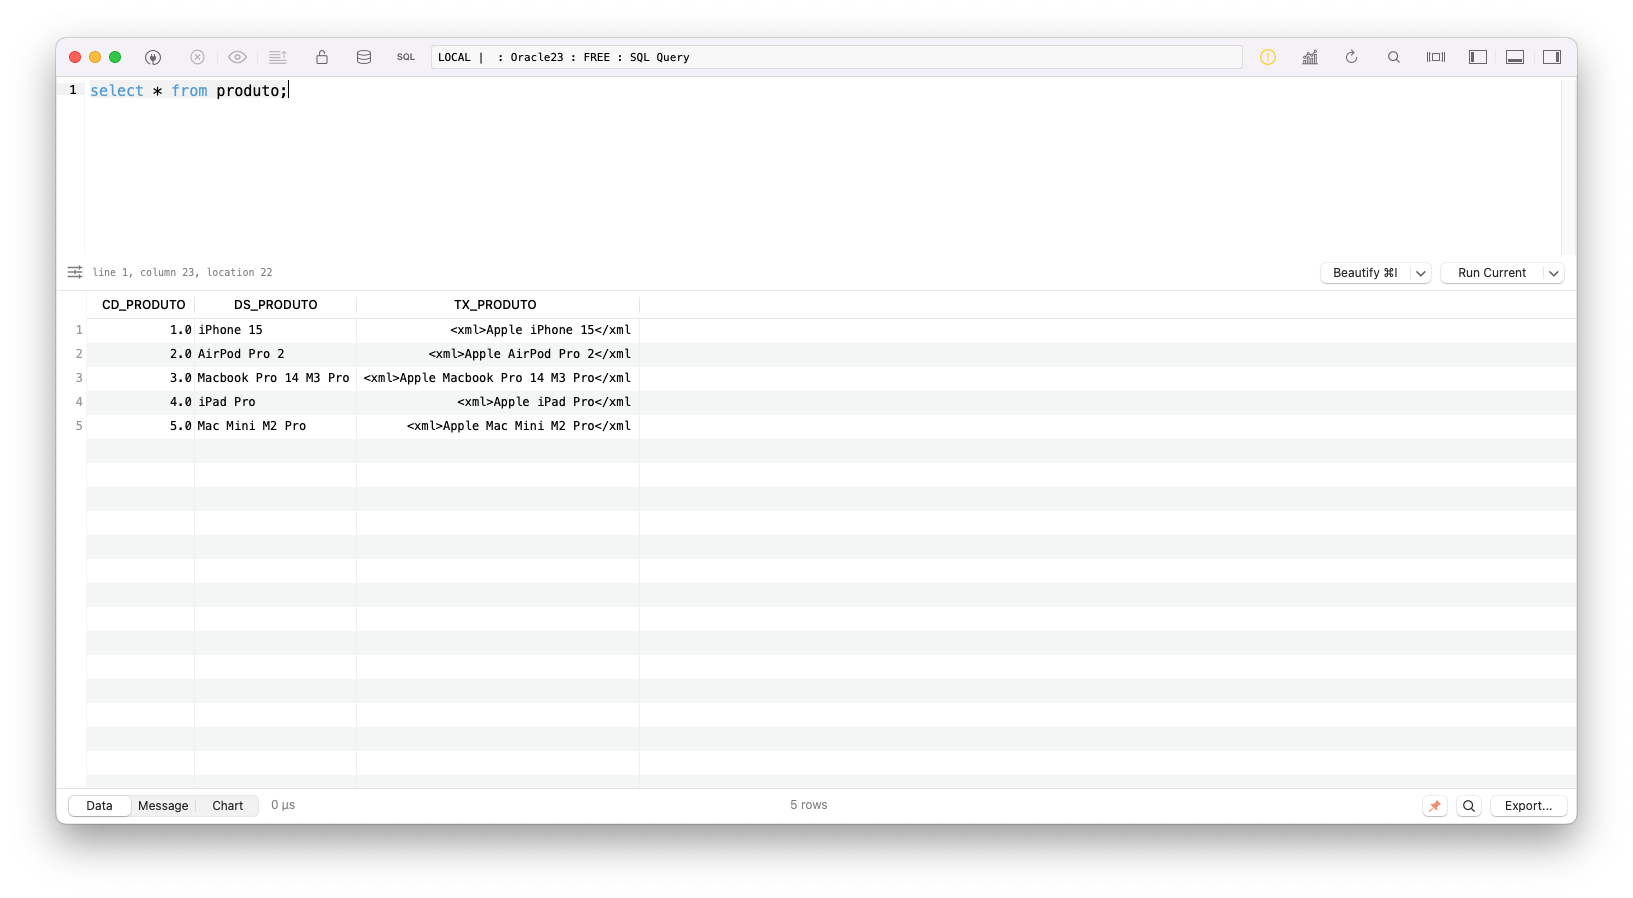 SQL LOCAL |  : Oracle23 : FREE : SQL Query
1 select * from produto;
line 1, column 23, location 22 Beautify ⌘I Run Current
CD_PRODUTO DS_PRODUTO TX_PRODUTO
1 1.0 iPhone 15 <xml>Apple iPhone 15</xml
2 2.0 AirPod Pro 2 <xml>Apple AirPod Pro 2</xml
3 3.0 Macbook Pro 14 M3 Pro <xml>Apple Macbook Pro 14 M3 Pro</xml
4 4.0 iPad Pro <xml>Apple iPad Pro</xml
5 5.0 Mac Mini M2 Pro <xml>Apple Mac Mini M2 Pro</xml
Data Message Chart 0 µs 5 rows Export...